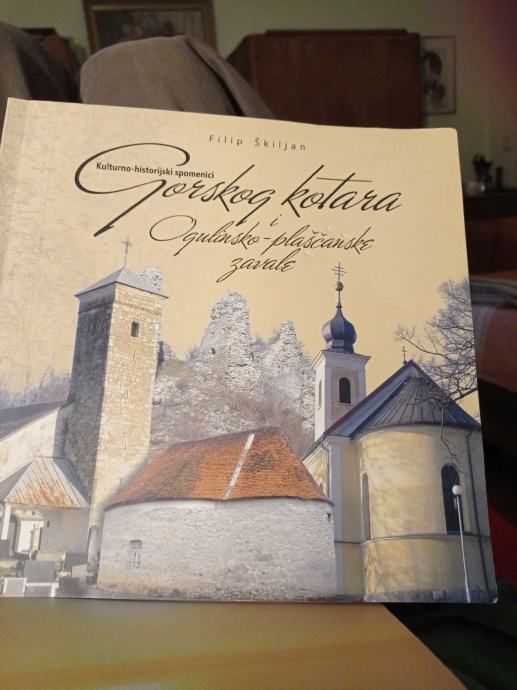 Filip Škiljan
Kulturno-historijski spomenici
Gorskog kotara
i
Ogulinsko-plaščanske
zavale